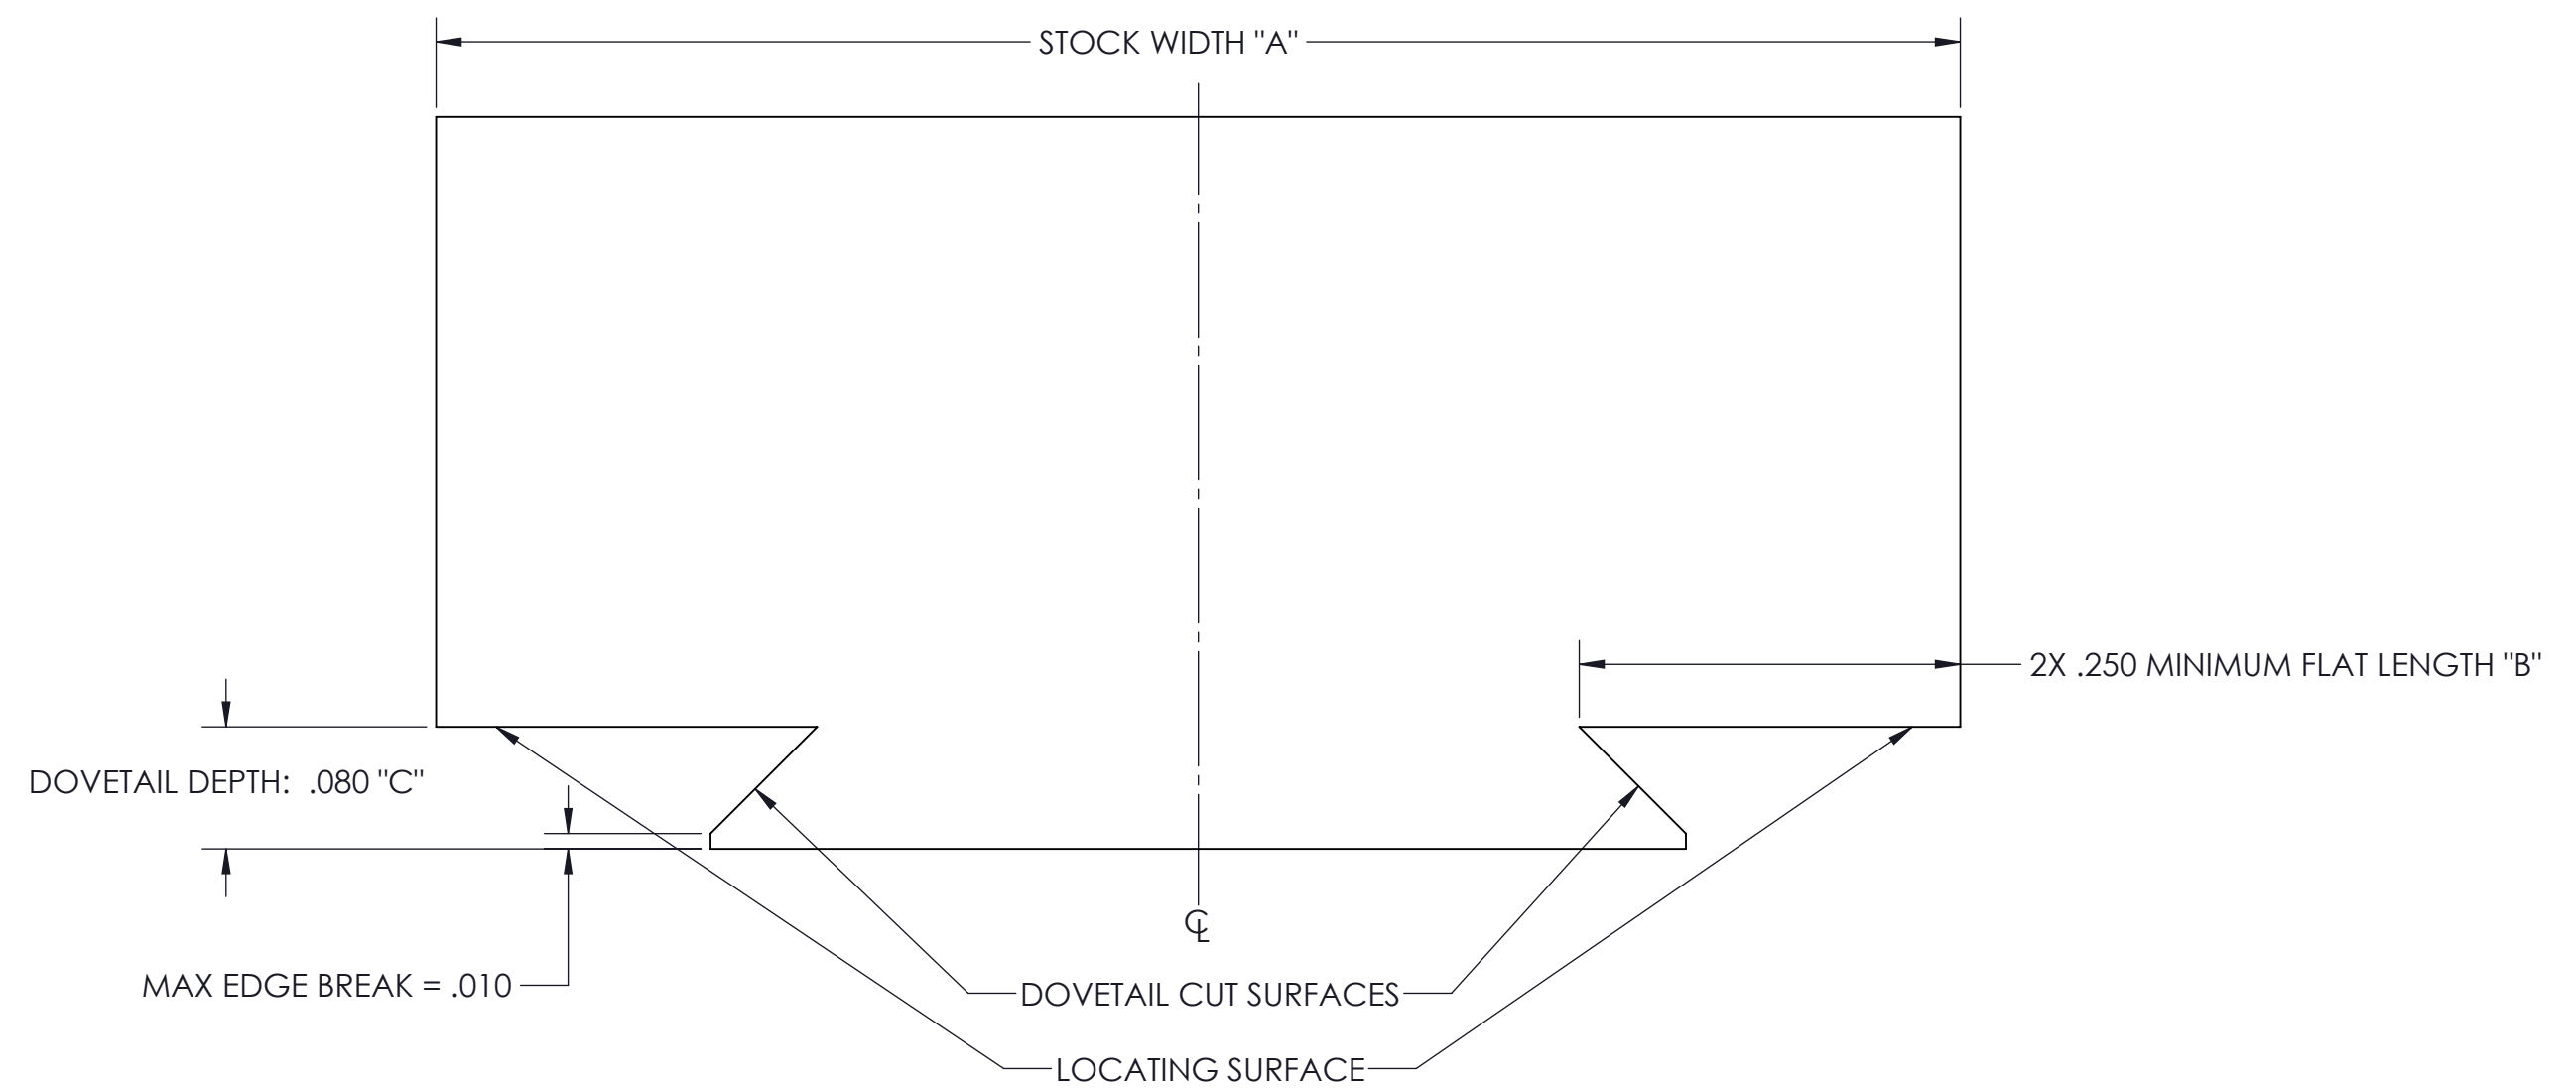 STOCK WIDTH "A"
2X .250 MINIMUM FLAT LENGTH "B"
DOVETAIL DEPTH: .080 "C"
℄
MAX EDGE BREAK = .010
DOVETAIL CUT SURFACES
LOCATING SURFACE